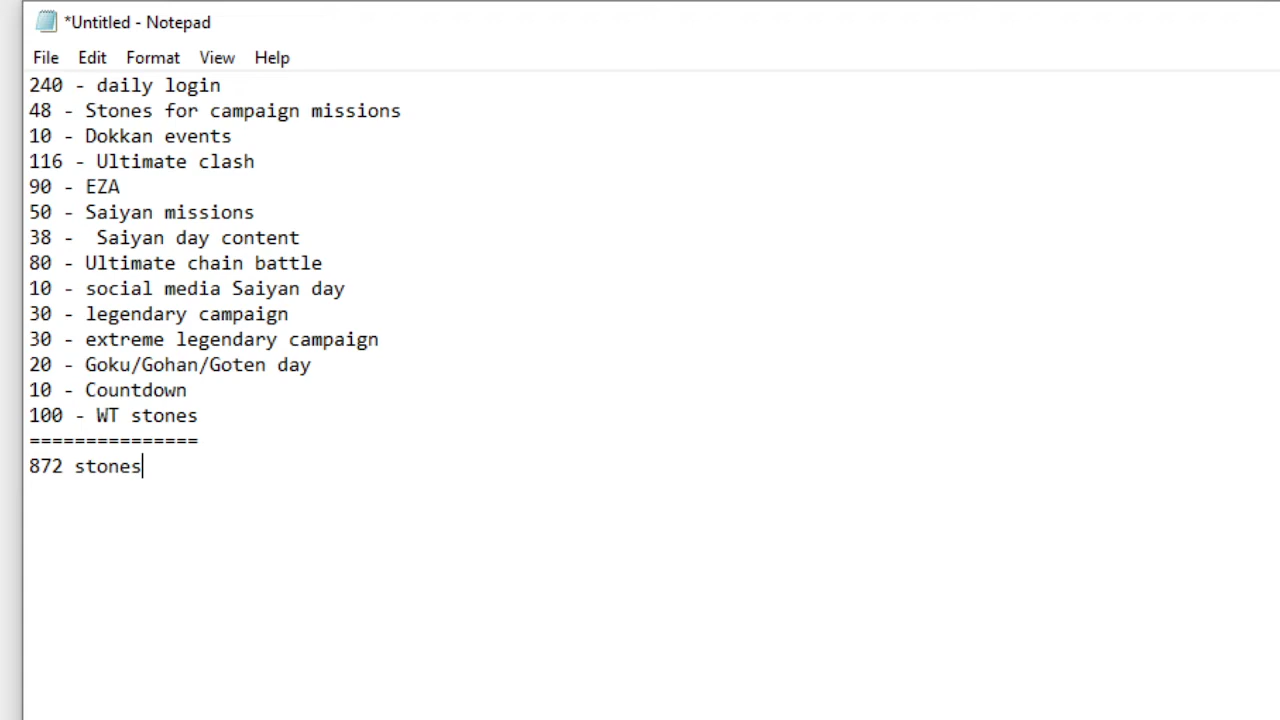 *Untitled - Notepad
File Edit Format View Help
240 - daily login
48 - Stones for campaign missions
10 - Dokkan events
116 - Ultimate clash
90 - EZA
50 - Saiyan missions
38 -  Saiyan day content
80 - Ultimate chain battle
10 - social media Saiyan day
30 - legendary campaign
30 - extreme legendary campaign
20 - Goku/Gohan/Goten day
10 - Countdown
100 - WT stones
===============
872 stones